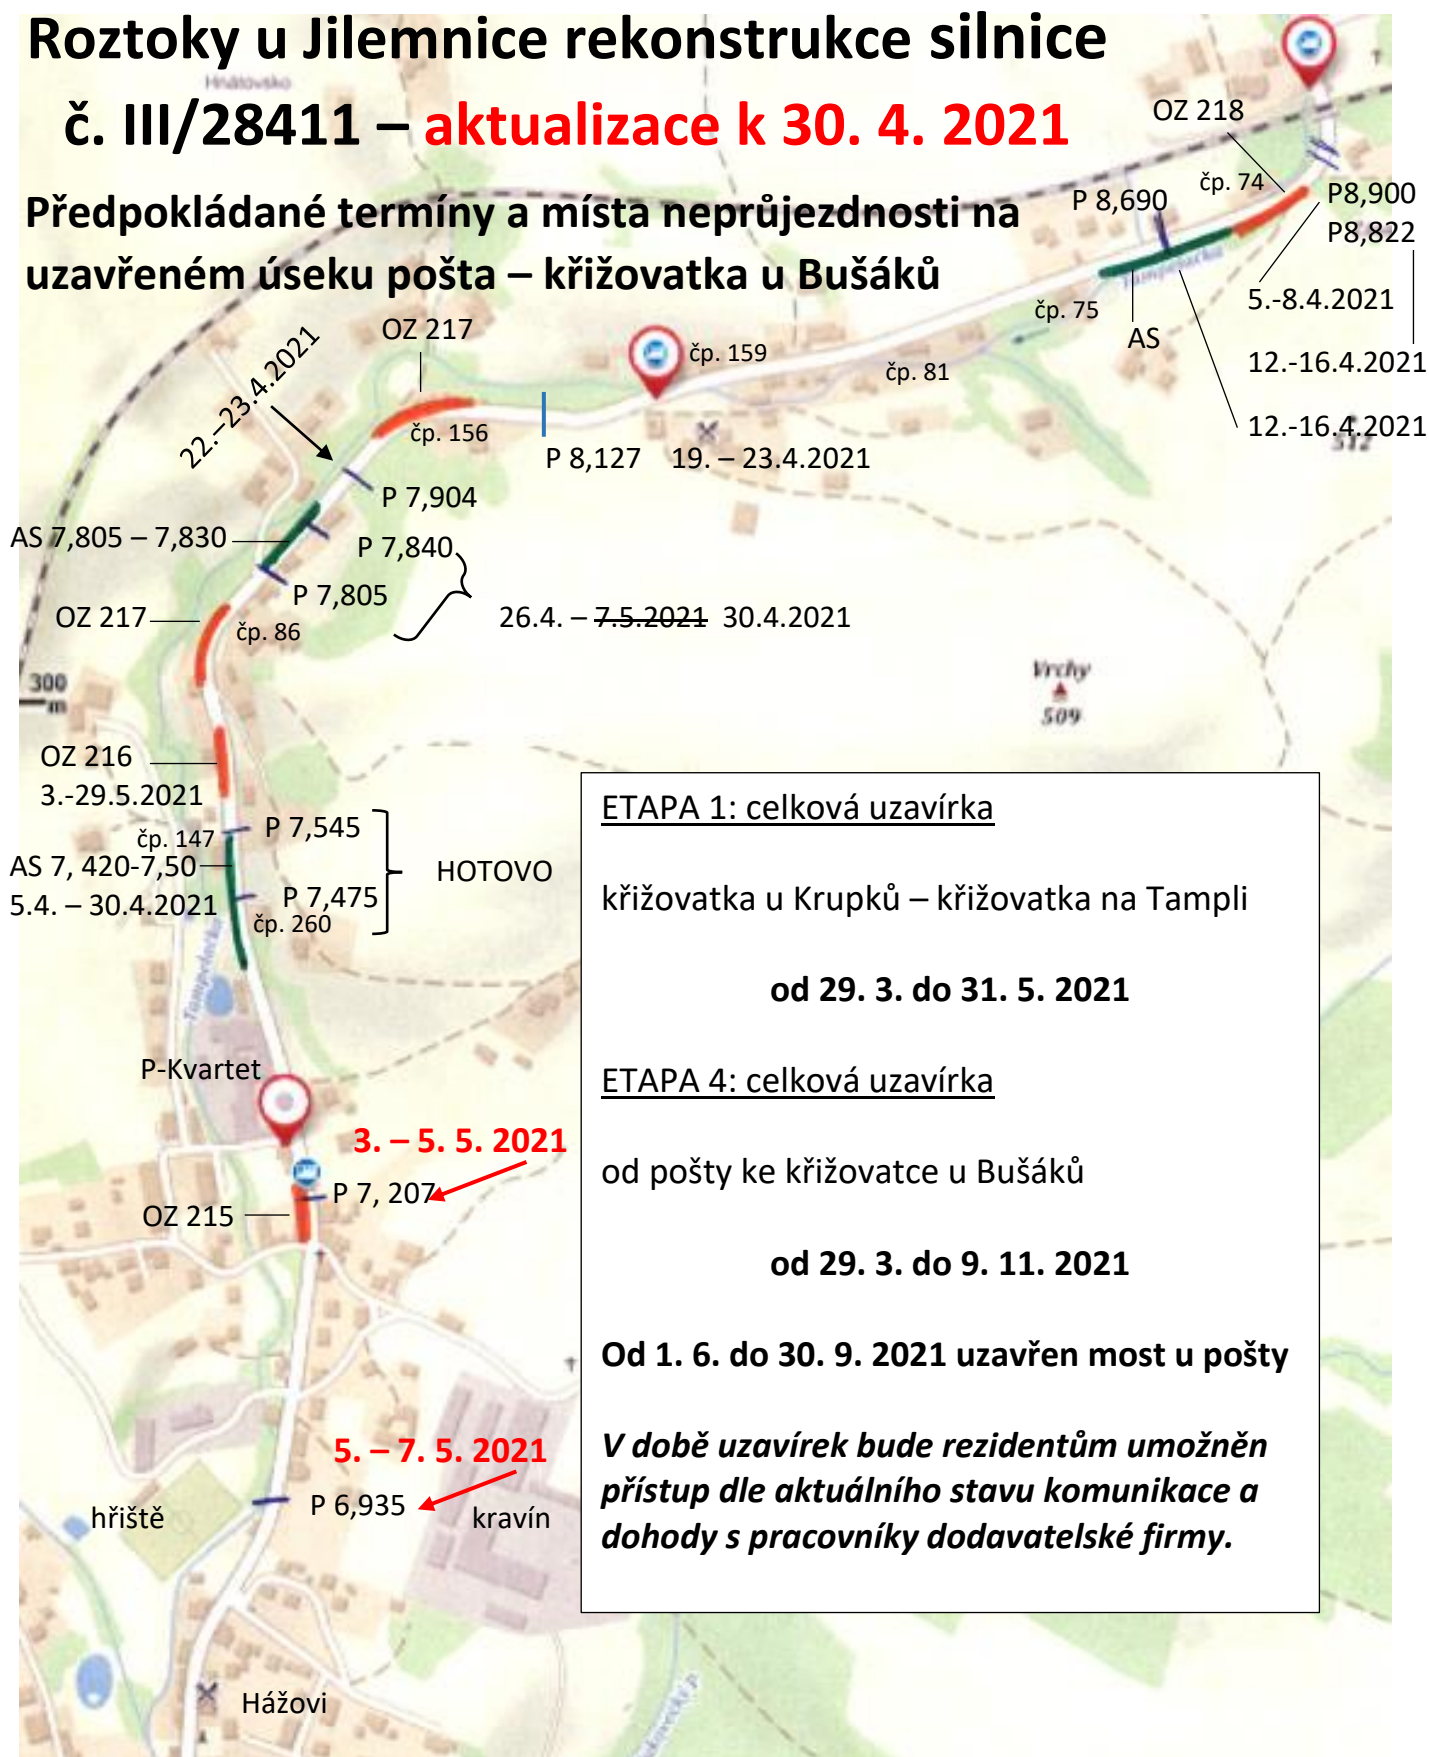 Roztoky u Jilemnice rekonstrukce silnice
Hnátovsko
č. III/28411 – aktualizace k 30. 4. 2021
Předpokládané termíny a místa neprůjezdnosti na
uzavřeném úseku pošta – křižovatka u Bušáků
OZ 218
čp. 74
P 8,690
P8,900
P8,822
čp. 75
AS
5.-8.4.2021
12.-16.4.2021
12.-16.4.2021
512
OZ 217
22.–23.4.2021
čp. 159
čp. 81
čp. 156
P 8,127
19. – 23.4.2021
P 7,904
AS 7,805 – 7,830
P 7,840
P 7,805
OZ 217
čp. 86
26.4. – 7.5.2021 30.4.2021
300
m
Vrchy
509
OZ 216
3.-29.5.2021
čp. 147
P 7,545
AS 7, 420-7,50
HOTOVO
5.4. – 30.4.2021
P 7,475
čp. 260
Tampelačka
P-Kvartet
3. – 5. 5. 2021
P 7, 207
OZ 215
5. – 7. 5. 2021
P 6,935
hřiště
kravín
Hážovi
ETAPA 1: celková uzavírka
křižovatka u Krupků – křižovatka na Tampli
od 29. 3. do 31. 5. 2021
ETAPA 4: celková uzavírka
od pošty ke křižovatce u Bušáků
od 29. 3. do 9. 11. 2021
Od 1. 6. do 30. 9. 2021 uzavřen most u pošty
V době uzavírek bude rezidentům umožněn
přístup dle aktuálního stavu komunikace a
dohody s pracovníky dodavatelské firmy.